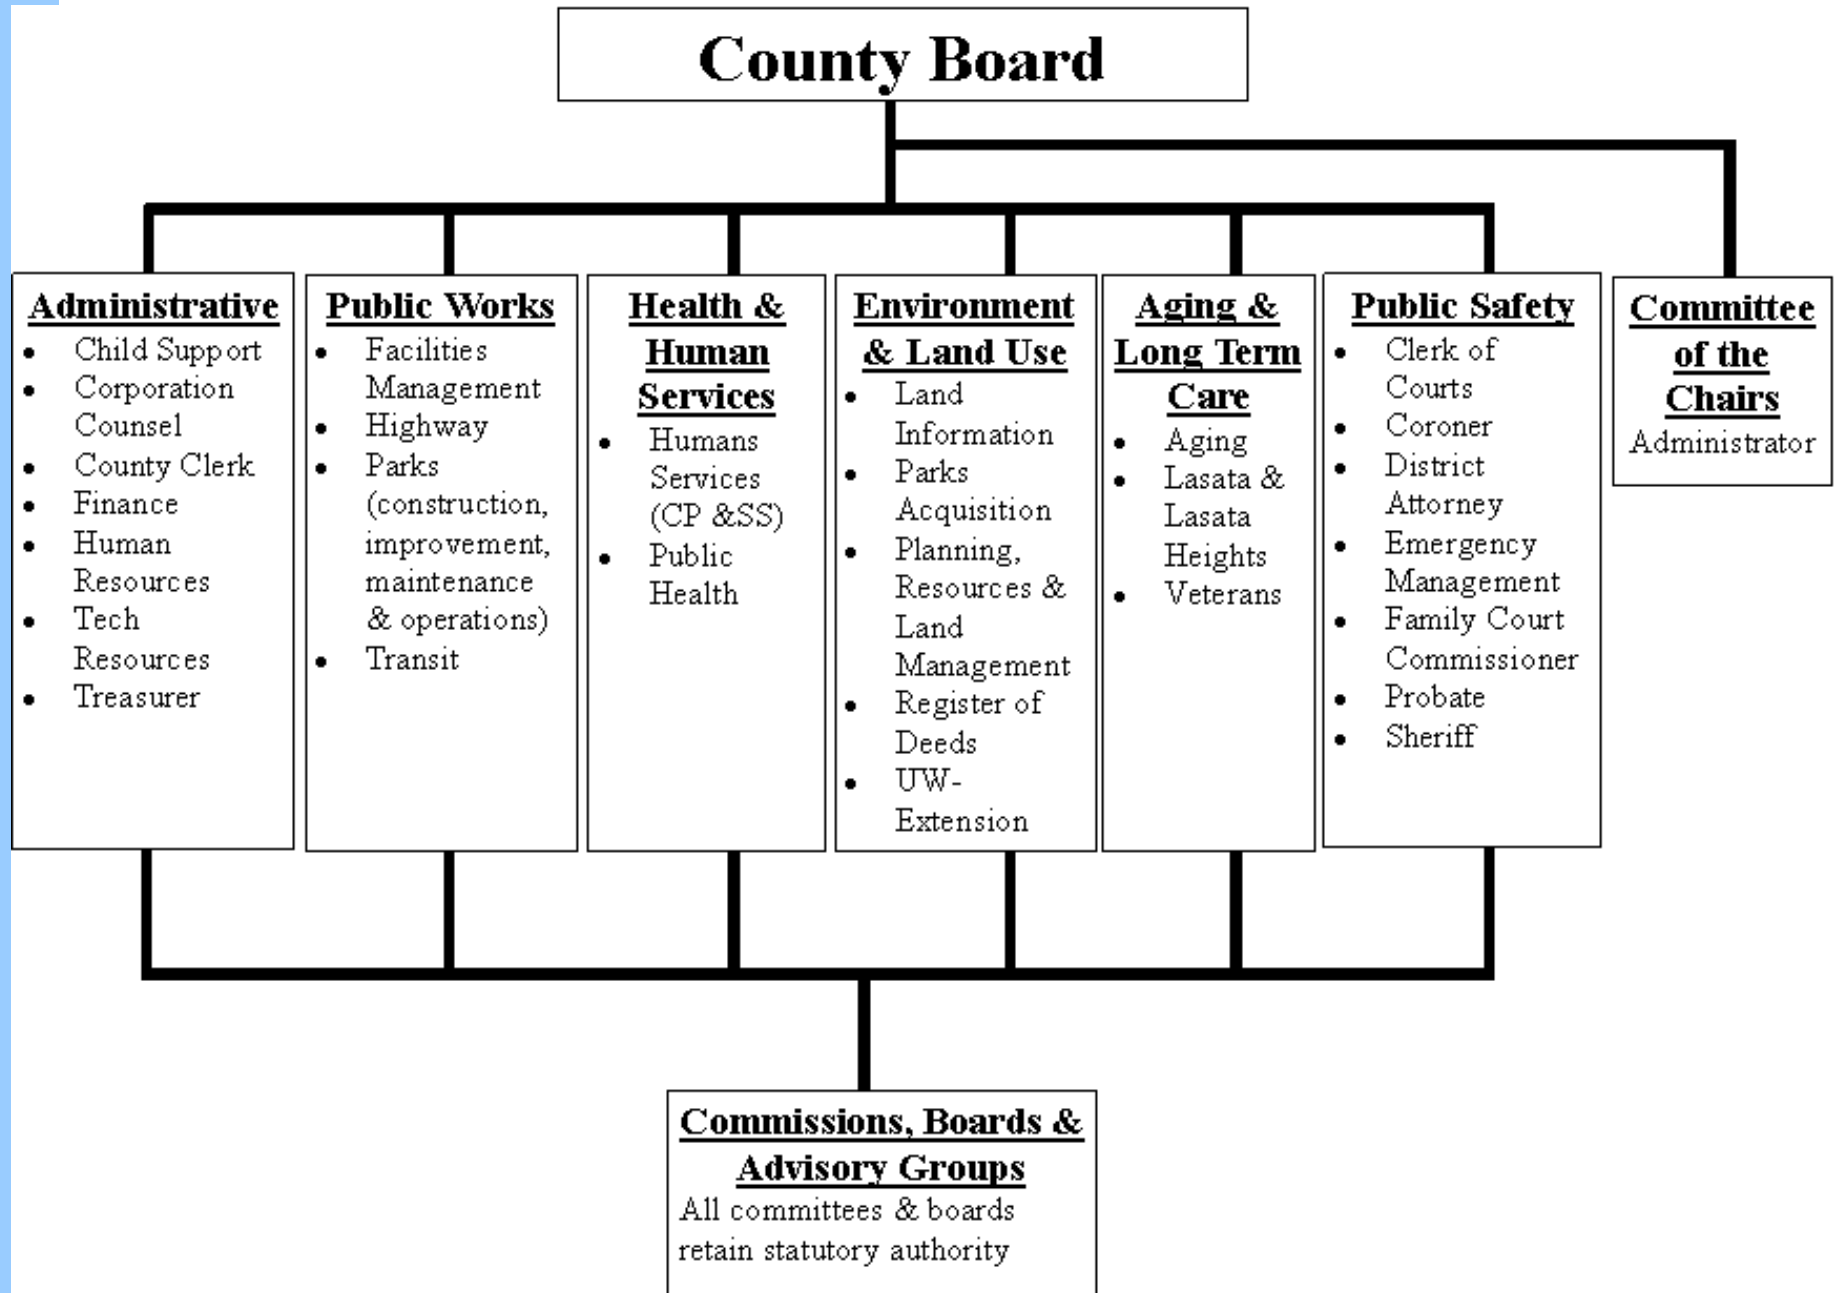 County Board
Administrative
• Child Support
• Corporation
Counsel
• County Clerk
• Finance
• Human
Resources
• Tech
Resources
• Treasurer
Public Works
• Facilities
Management
• Highway
• Parks
(construction,
improvement,
maintenance
& operations)
• Transit
Health &
Human
Services
• Humans
Services
(CP &SS)
• Public
Health
Environment
& Land Use
• Land
Information
• Parks
Acquisition
• Planning,
Resources &
Land
Management
• Register of
Deeds
• UW-
Extension
Aging &
Long Term
Care
• Aging
• Lasata &
Lasata
Heights
• Veterans
Public Safety
• Clerk of
Courts
• Coroner
• District
Attorney
• Emergency
Management
• Family Court
Commissioner
• Probate
• Sheriff
Committee
of the
Chairs
Administrator
Commissions, Boards &
Advisory Groups
All committees & boards
retain statutory authority